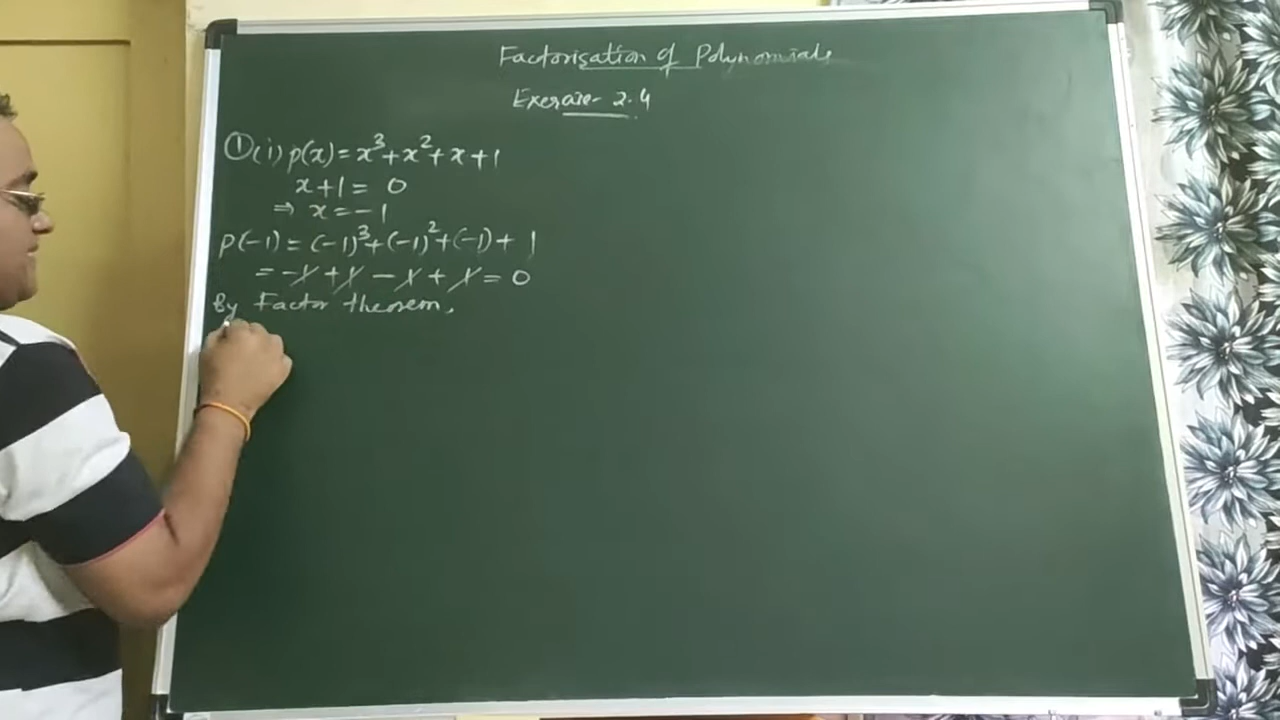 Factorisation of Polynomials
Exercise 2.4
①(i) p(x) = x³ + x² + x + 1
x + 1 = 0
⇒ x = -1
p(-1) = (-1)³ + (-1)² + (-1) + 1
= -1 + 1 - 1 + 1 = 0
By Factor theorem,